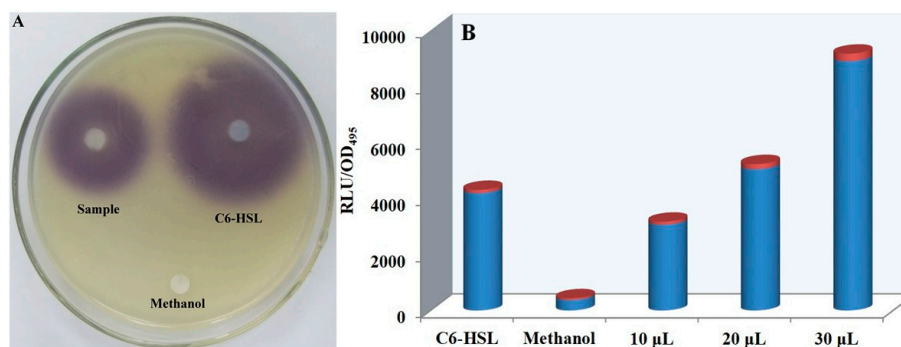 A
Sample
C6-HSL
Methanol
B
RLU/OD495
10000
8000
6000
4000
2000
0
C6-HSL Methanol 10 µL 20 µL 30 µL